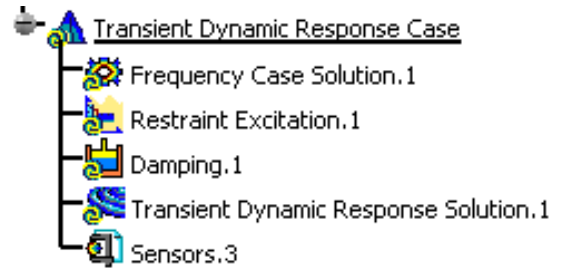 Transient Dynamic Response Case
Frequency Case Solution.1
Restraint Excitation.1
Damping.1
Transient Dynamic Response Solution.1
Sensors.3